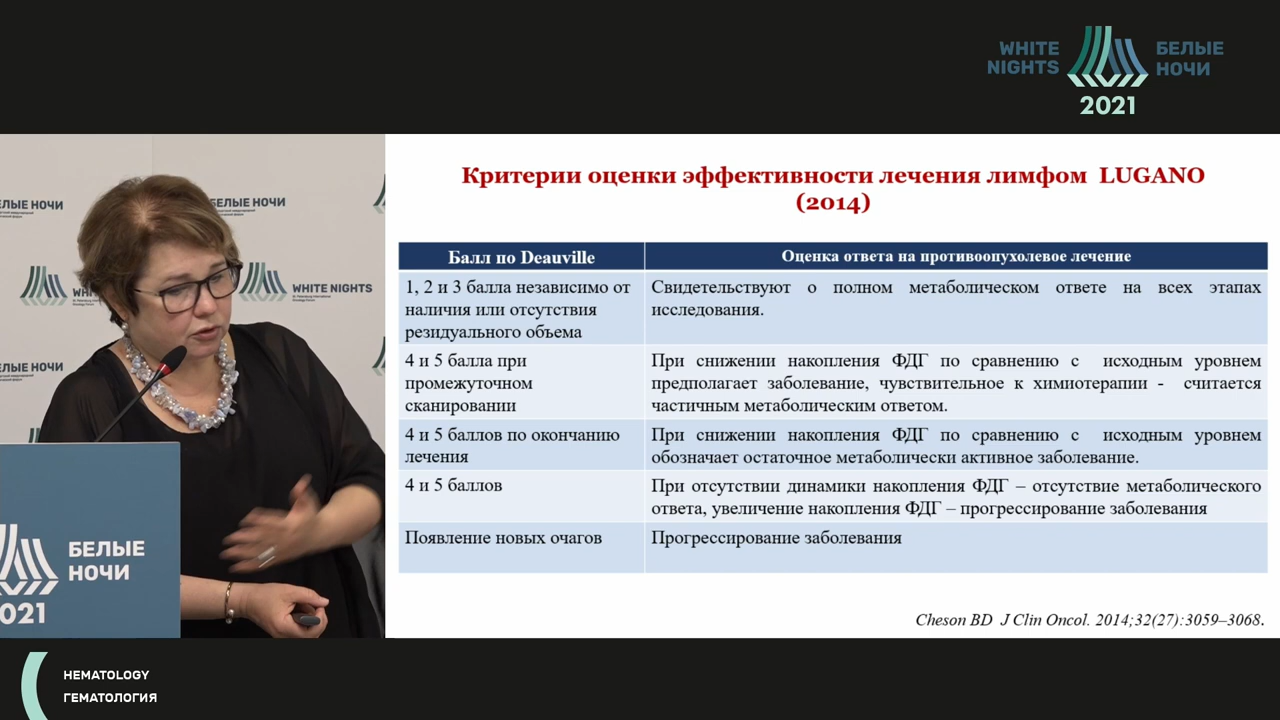 WHITE
NIGHTS
БЕЛЫЕ
НОЧИ
2021
Критерии оценки эффективности лечения лимфом LUGANO
(2014)
Балл по Deauville
Оценка ответа на противоопухолевое лечение
1, 2 и 3 балла независимо от
наличия или отсутствия
резидуального объема
Свидетельствуют о полном метаболическом ответе на всех этапах
исследования.
4 и 5 балла при
промежуточном
сканировании
При снижении накопления ФДГ по сравнению с исходным уровнем
предполагает заболевание, чувствительное к химиотерапии - считается
частичным метаболическим ответом.
4 и 5 баллов по окончанию
лечения
При снижении накопления ФДГ по сравнению с исходным уровнем
обозначает остаточное метаболически активное заболевание.
4 и 5 баллов
При отсутствии динамики накопления ФДГ – отсутствие метаболического
ответа, увеличение накопления ФДГ – прогрессирование заболевания
Появление новых очагов
Прогрессирование заболевания
Cheson BD J Clin Oncol. 2014;32(27):3059–3068.
БЕЛЫЕ НОЧИ
WHITE NIGHTS
St. Petersburg International
Oncology Forum
БЕЛЫЕ
НОЧИ
021
HEMATOLOGY
ГЕМАТОЛОГИЯ